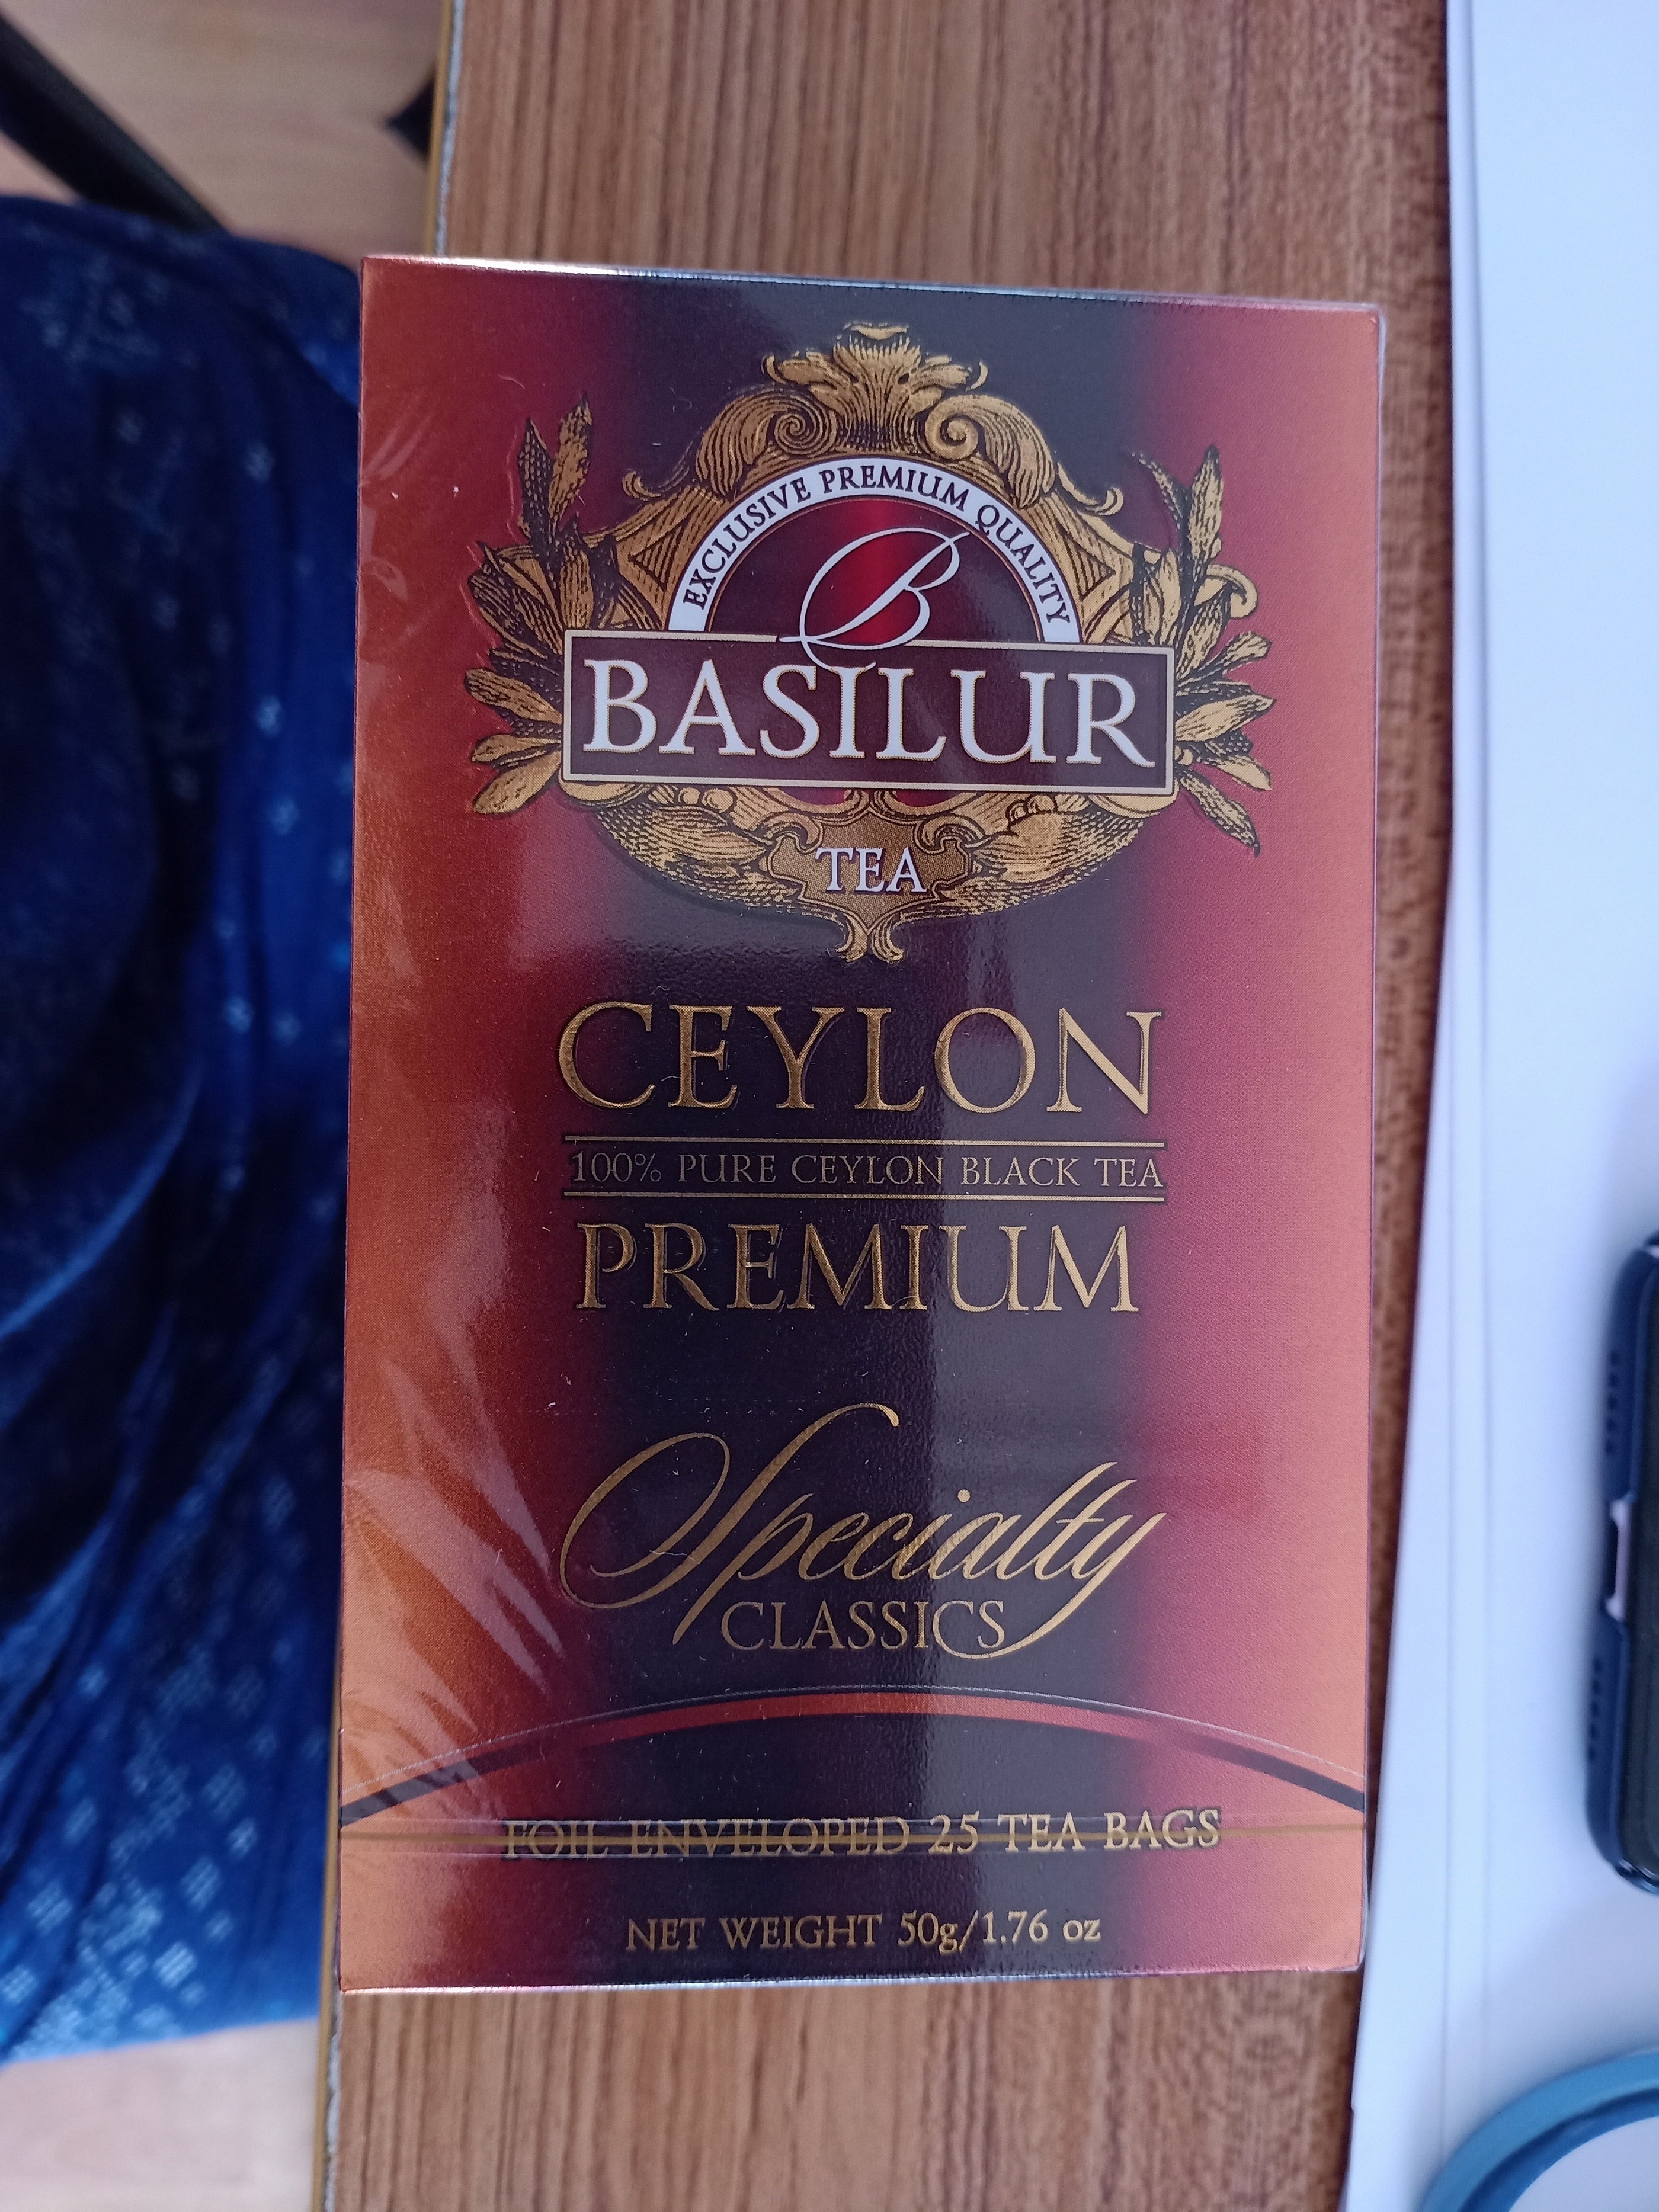 EXCLUSIVE PREMIUM QUALITY
B
BASILUR
TEA
CEYLON
100% PURE CEYLON BLACK TEA
PREMIUM
Specialty
CLASSICS
FOIL ENVELOPED 25 TEA BAGS
NET WEIGHT 50g/1.76 oz